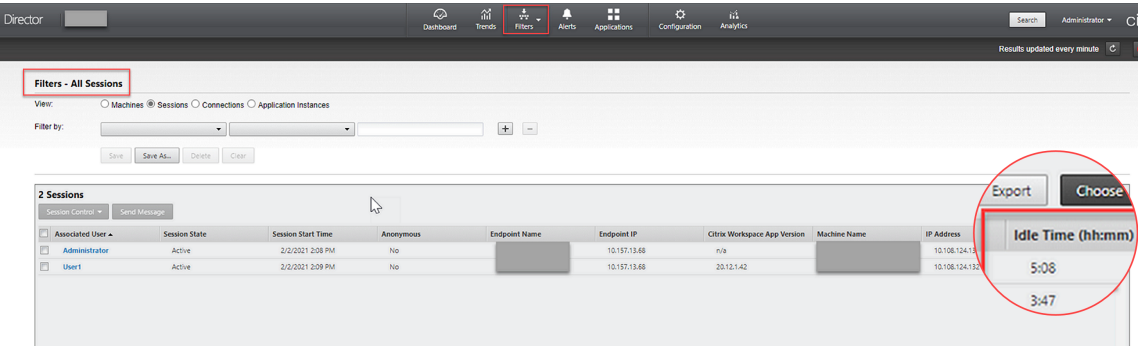 Director
Dashboard Trends Filters Alerts Applications Configuration Analytics
Search Administrator
Results updated every minute
Filters - All Sessions
View: Machines Sessions Connections Application Instances
Filter by:
+ -
Save Save As... Delete Clear
2 Sessions
Export Choose
Session Control Send Message
Associated User Session State Session Start Time Anonymous Endpoint Name Endpoint IP Citrix Workspace App Version Machine Name IP Address Idle Time (hh:mm)
Administrator Active 2/2/2021 2:08 PM No 10.157.13.68 n/a 5:08
User1 Active 2/2/2021 2:09 PM No 10.157.13.68 20.12.1.42 10.108.124.132 3:47